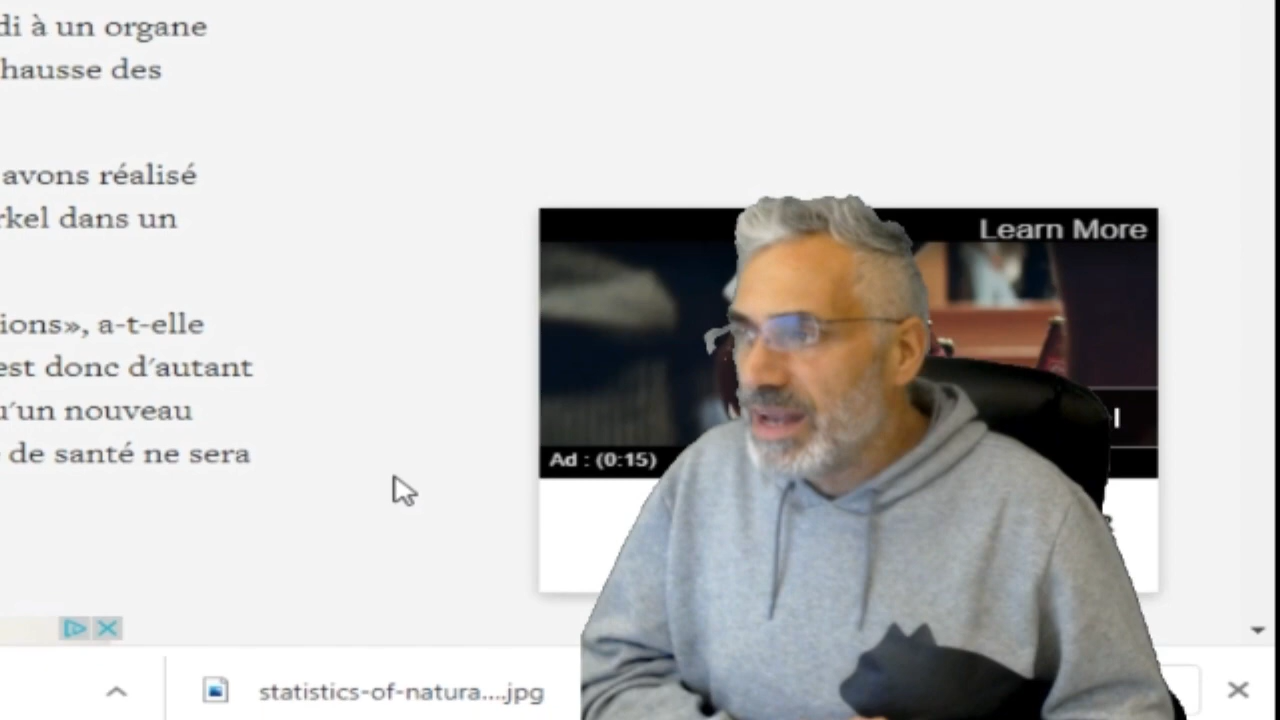 di à un organe
hausse des
avons réalisé
rkel dans un
ions», a-t-elle
est donc d'autant
u'un nouveau
de santé ne sera
Learn More
Ad : (0:15)
statistics-of-natura....jpg